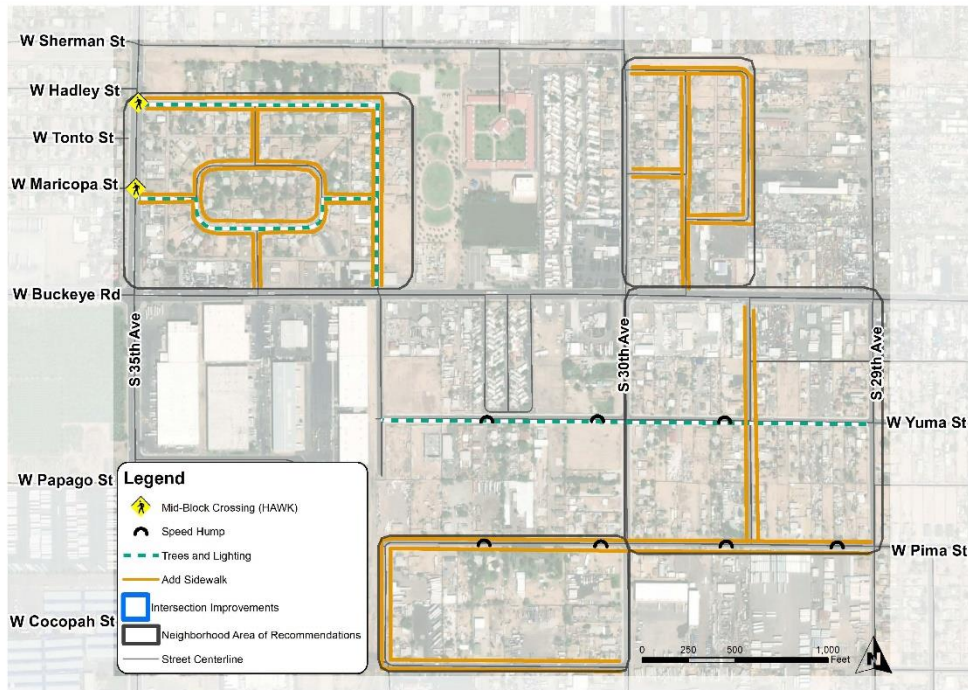 W Sherman St
W Hadley St
W Tonto St
W Maricopa St
W Buckeye Rd
S 35th Ave
S 30th Ave
S 29th Ave
W Yuma St
W Papago St
W Pima St
W Cocopah St
Legend
Mid-Block Crossing (HAWK)
Speed Hump
Trees and Lighting
Add Sidewalk
Intersection Improvements
Neighborhood Area of Recommendations
Street Centerline
0 250 500 1,000
Feet
N